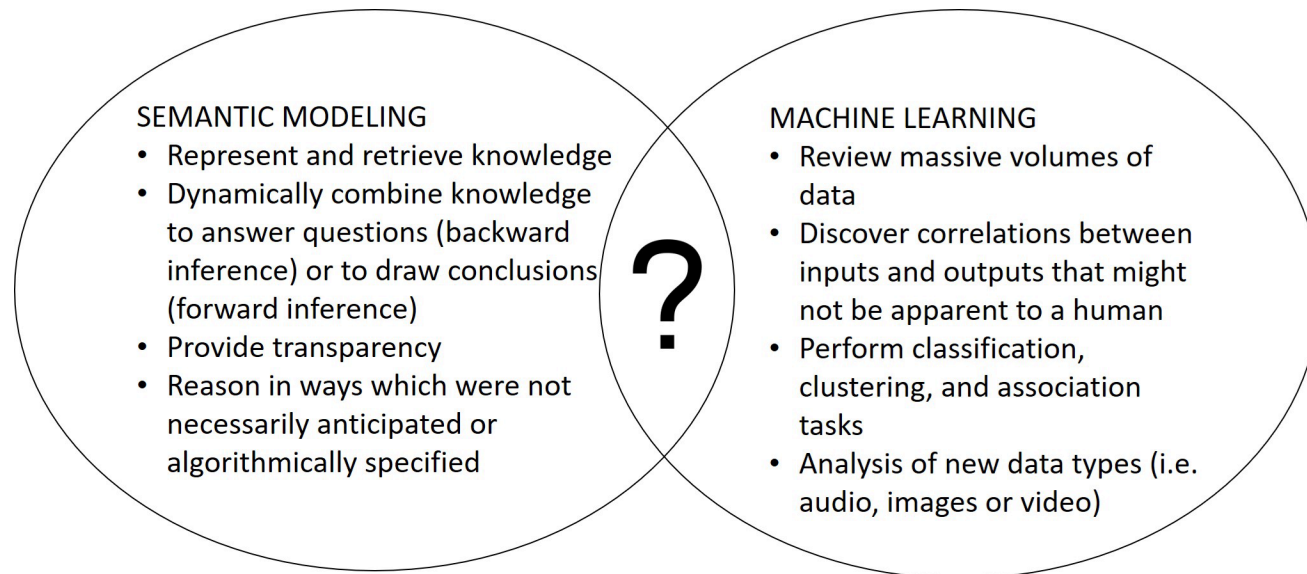 SEMANTIC MODELING
• Represent and retrieve knowledge
• Dynamically combine knowledge
to answer questions (backward
inference) or to draw conclusions
(forward inference)
• Provide transparency
• Reason in ways which were not
necessarily anticipated or
algorithmically specified
?
MACHINE LEARNING
• Review massive volumes of
data
• Discover correlations between
inputs and outputs that might
not be apparent to a human
• Perform classification,
clustering, and association
tasks
• Analysis of new data types (i.e.
audio, images or video)